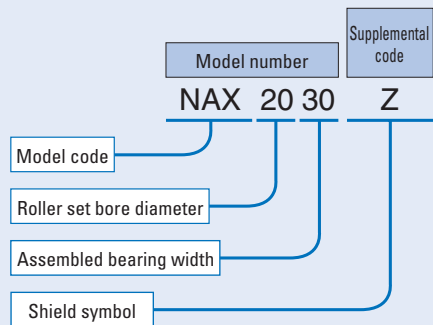 Supplemental
code
Model number
NAX 20 30 Z
Model code
Roller set bore diameter
Assembled bearing width
Shield symbol